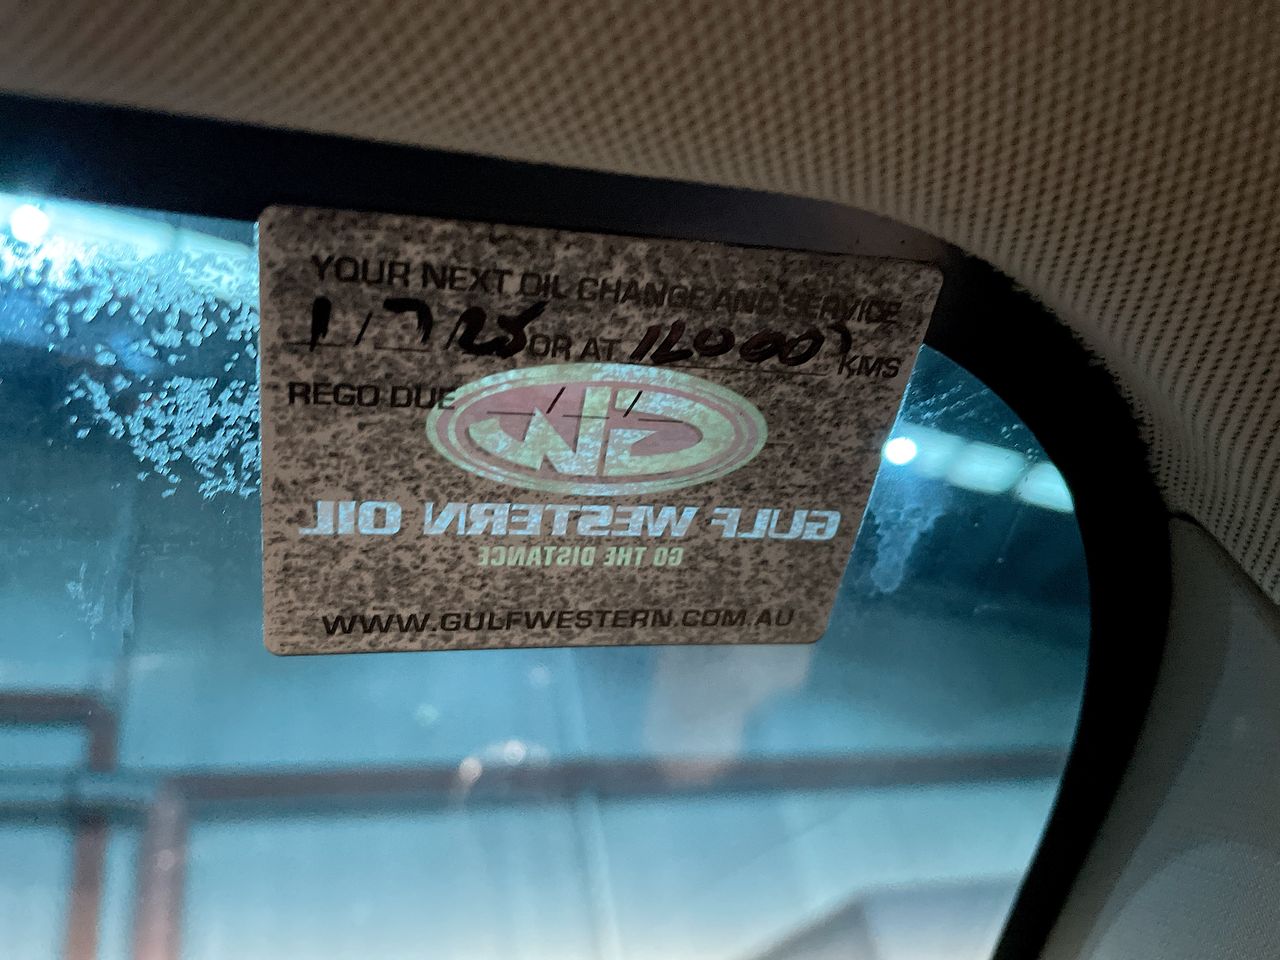 YOUR NEXT OIL CHANGE AND SERVICE
1/7/25 OR AT KMS
REGO DUE / /
GW
GULF WESTERN OIL
GO THE DISTANCE
WWW.GULFWESTERN.COM.AU